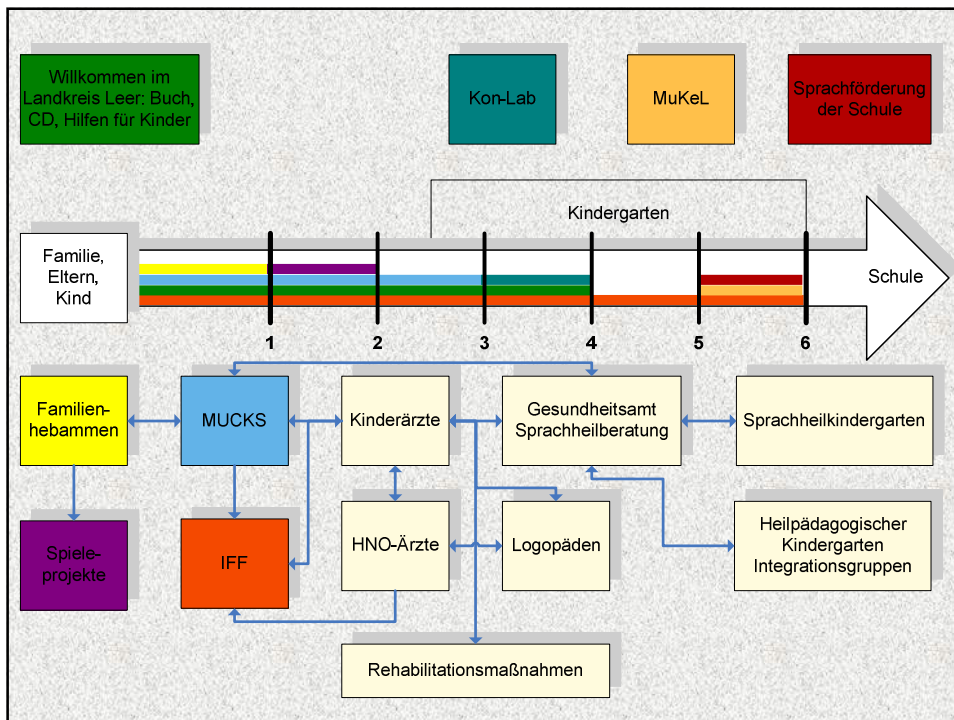 Willkommen im
Landkreis Leer: Buch,
CD, Hilfen für Kinder
Kon-Lab
MuKeL
Sprachförderung
der Schule
Kindergarten
Familie,
Eltern,
Kind
Schule
1
2
3
4
5
6
Familien-
hebammen
MUCKS
Kinderärzte
Gesundheitsamt
Sprachheilberatung
Sprachheilkindergarten
Spiele-
projekte
IFF
HNO-Ärzte
Logopäden
Heilpädagogischer
Kindergarten
Integrationsgruppen
Rehabilitationsmaßnahmen